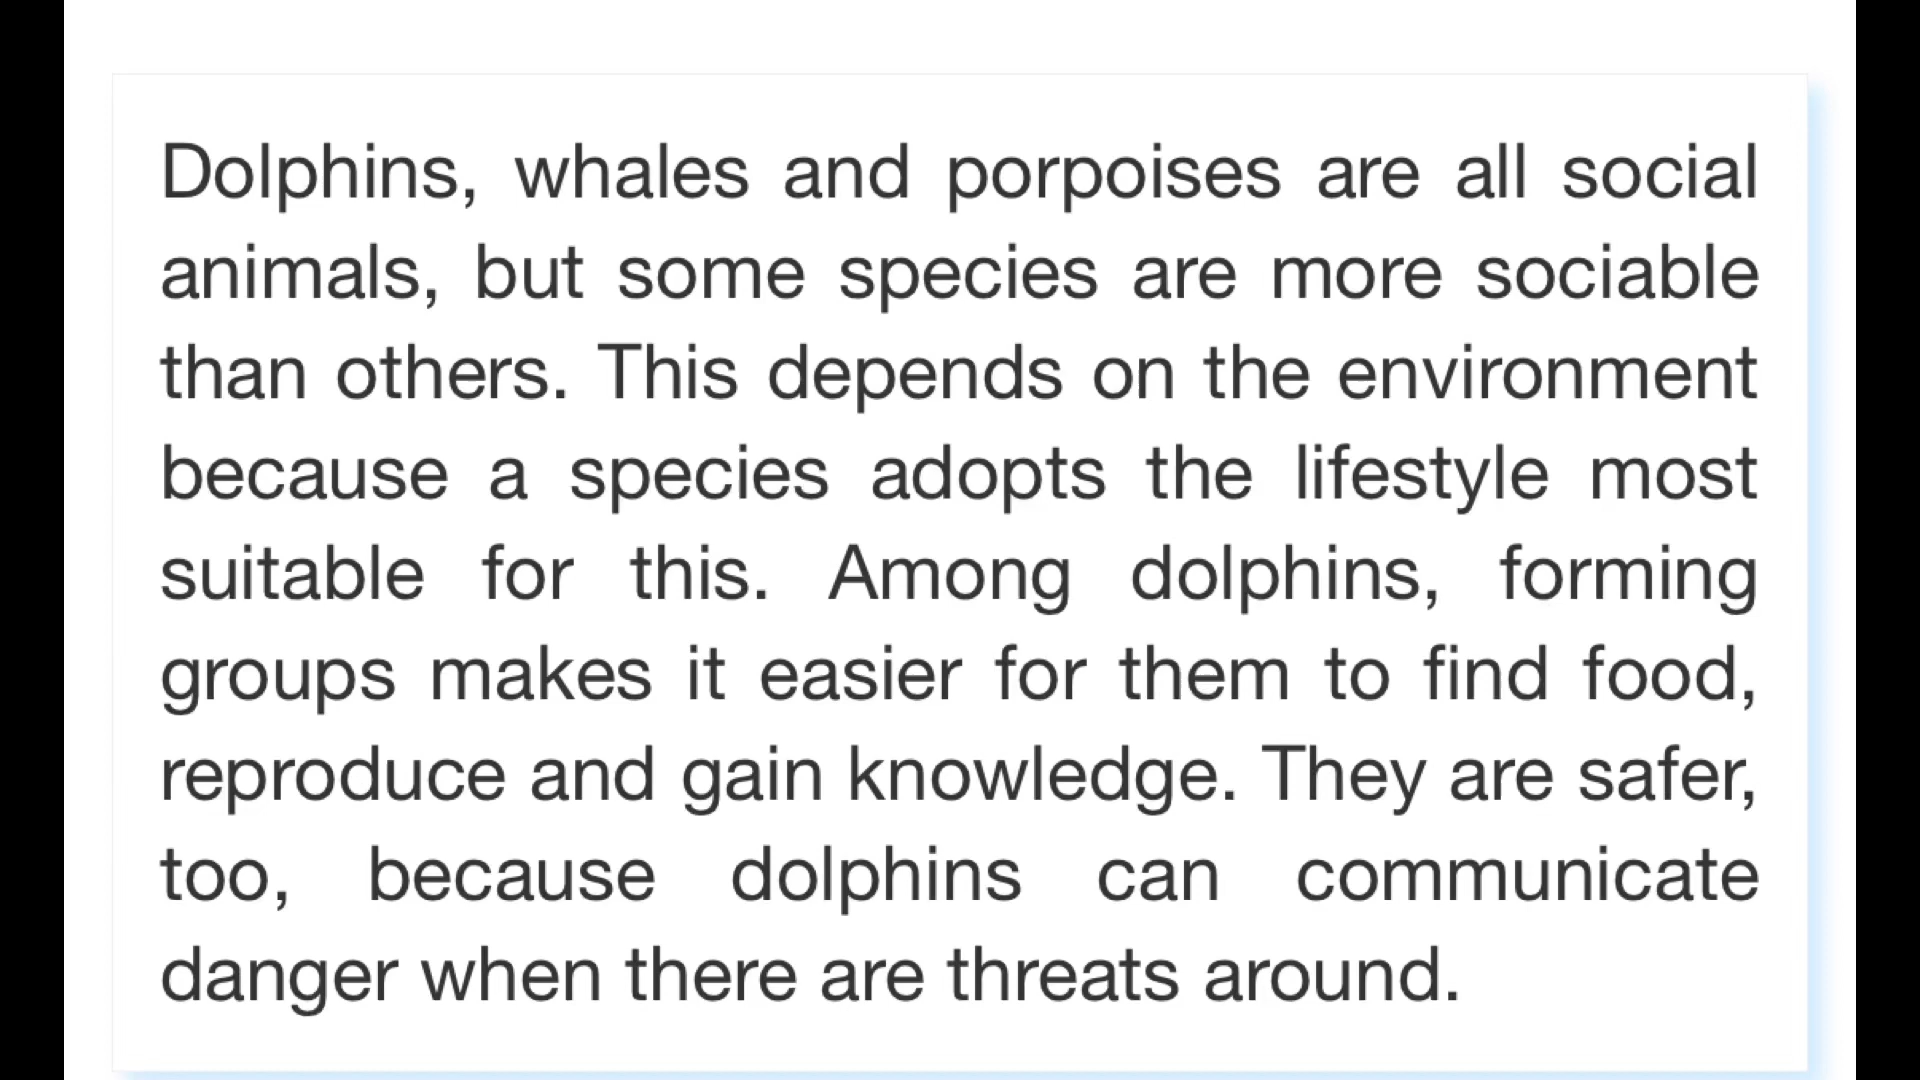 Dolphins, whales and porpoises are all social
animals, but some species are more sociable
than others. This depends on the environment
because a species adopts the lifestyle most
suitable for this. Among dolphins, forming
groups makes it easier for them to find food,
reproduce and gain knowledge. They are safer,
too, because dolphins can communicate
danger when there are threats around.